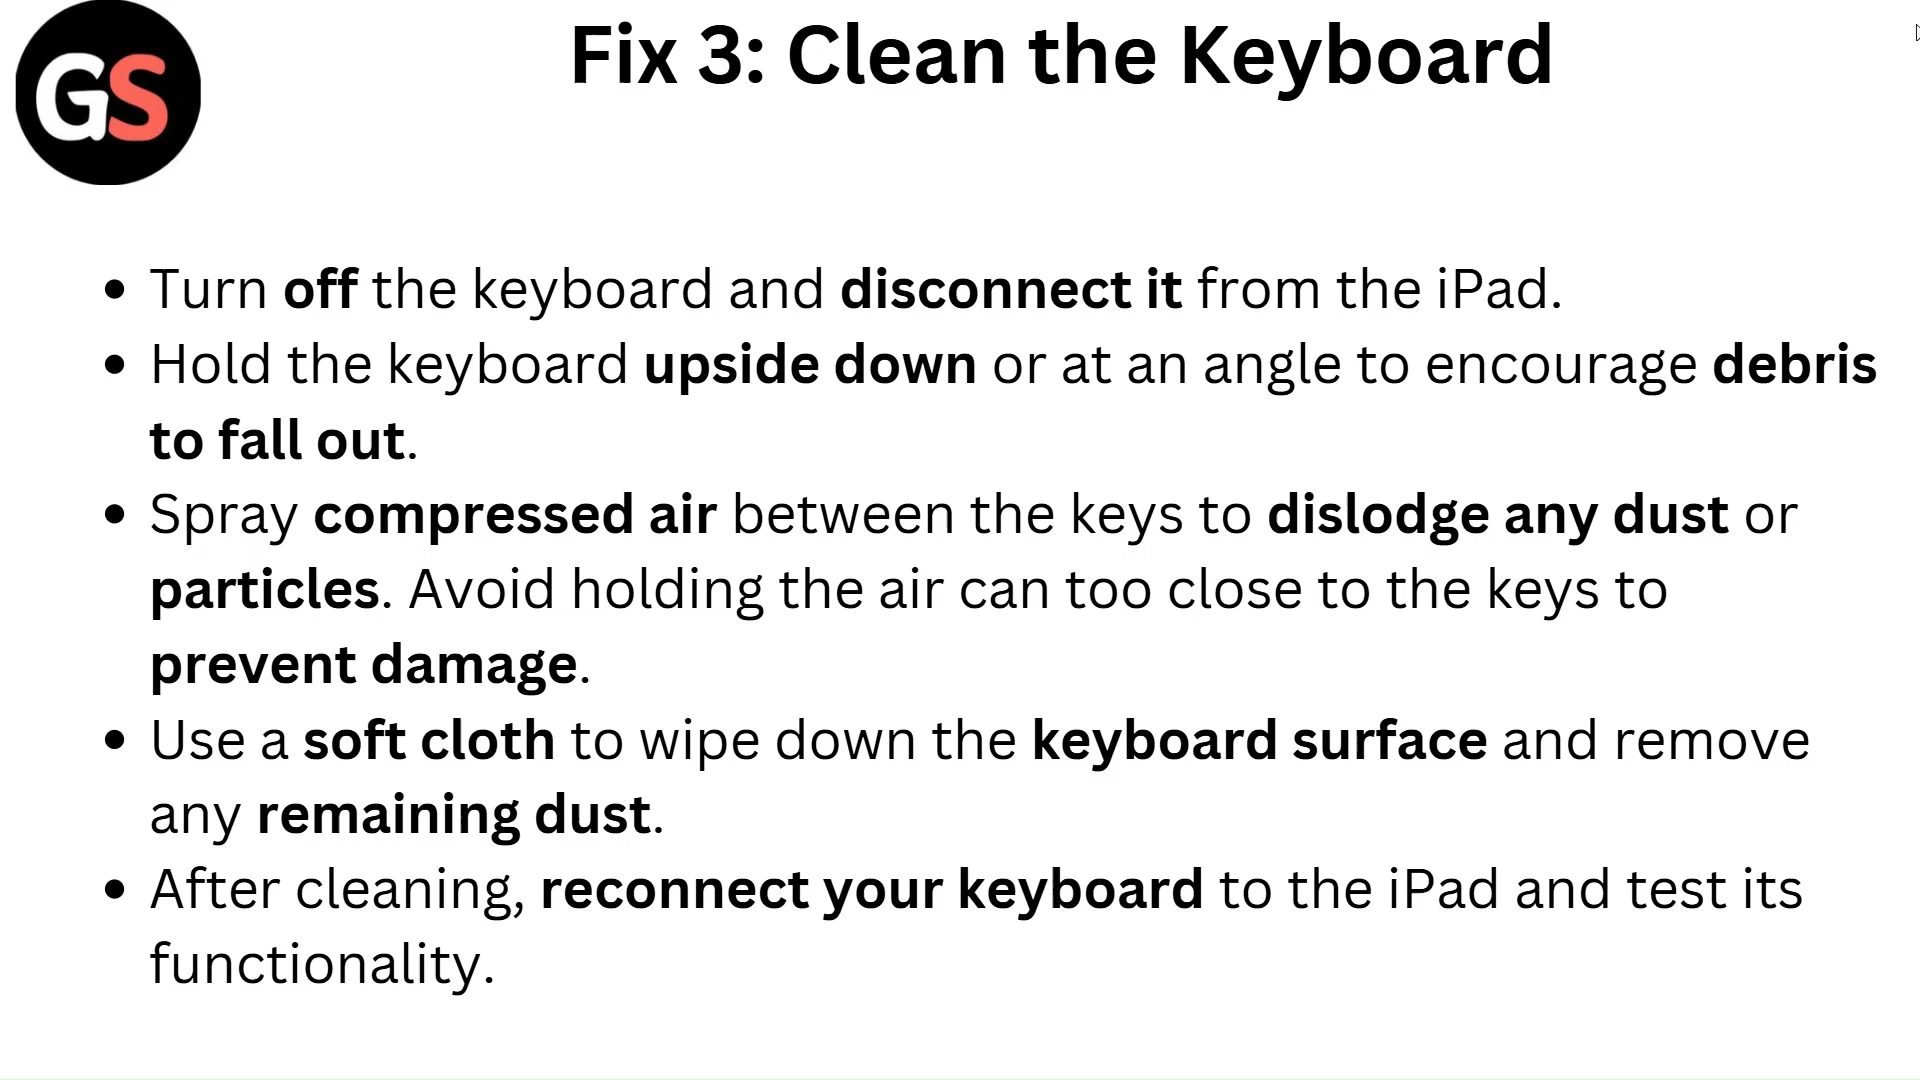 GS
Fix 3: Clean the Keyboard
• Turn off the keyboard and disconnect it from the iPad.
• Hold the keyboard upside down or at an angle to encourage debris
to fall out.
• Spray compressed air between the keys to dislodge any dust or
particles. Avoid holding the air can too close to the keys to
prevent damage.
• Use a soft cloth to wipe down the keyboard surface and remove
any remaining dust.
• After cleaning, reconnect your keyboard to the iPad and test its
functionality.